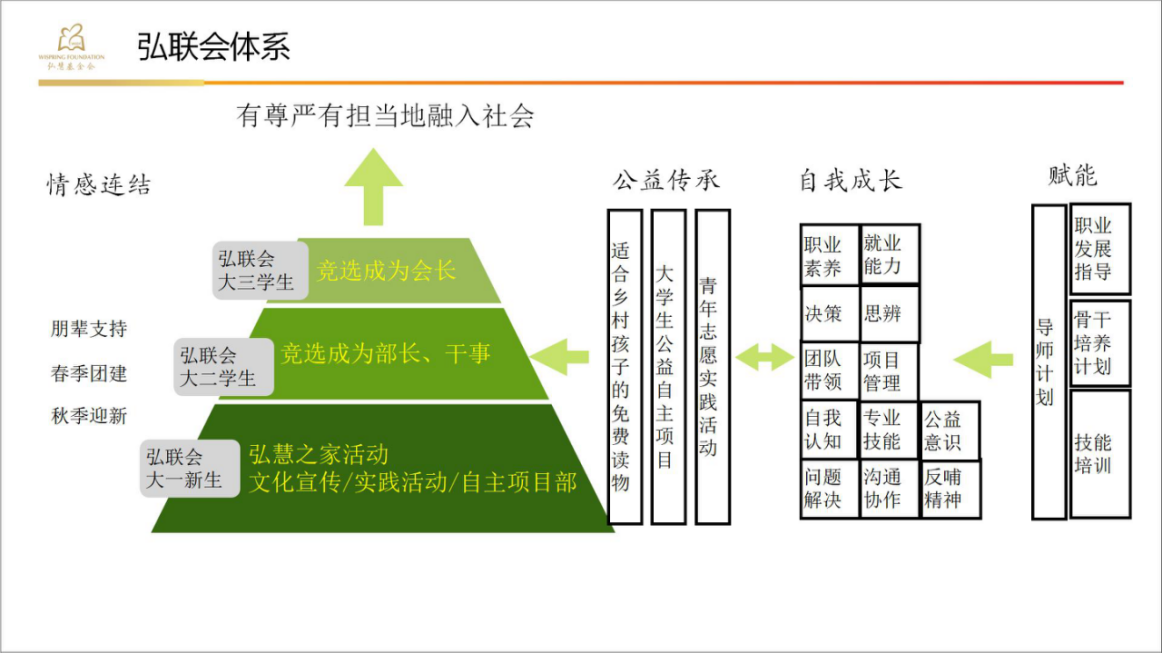 WISPRING FOUNDATION
弘慧基金会
弘联会体系
有尊严有担当地融入社会
情感连结
朋辈支持
春季团建
秋季迎新
弘联会
大三学生
竞选成为会长
弘联会
大二学生
竞选成为部长、干事
弘联会
大一新生
弘慧之家活动
文化宣传/实践活动/自主项目部
公益传承
适合乡村孩子的免费读物
大学生公益自主项目
青年志愿实践活动
自我成长
职业
素养
就业
能力
决策
思辨
团队
带领
项目
管理
自我
认知
专业
技能
公益
意识
问题
解决
沟通
协作
反哺
精神
赋能
导师计划
职业
发展
指导
骨干
培养
计划
技能
培训